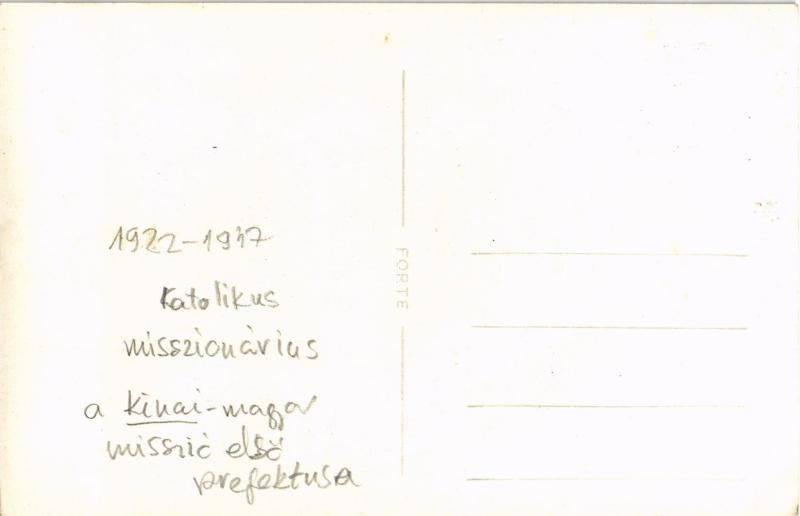 1922-1947
Katolikus
misszionárius
a kínai-magyar
misszió első
prefektusa
FORTE